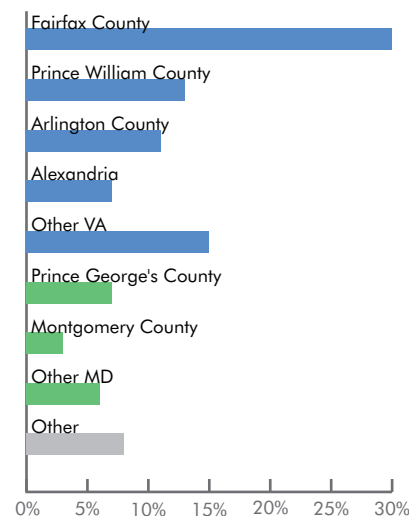 Fairfax County
Prince William County
Arlington County
Alexandria
Other VA
Prince George's County
Montgomery County
Other MD
Other
0% 5% 10% 15% 20% 25% 30%